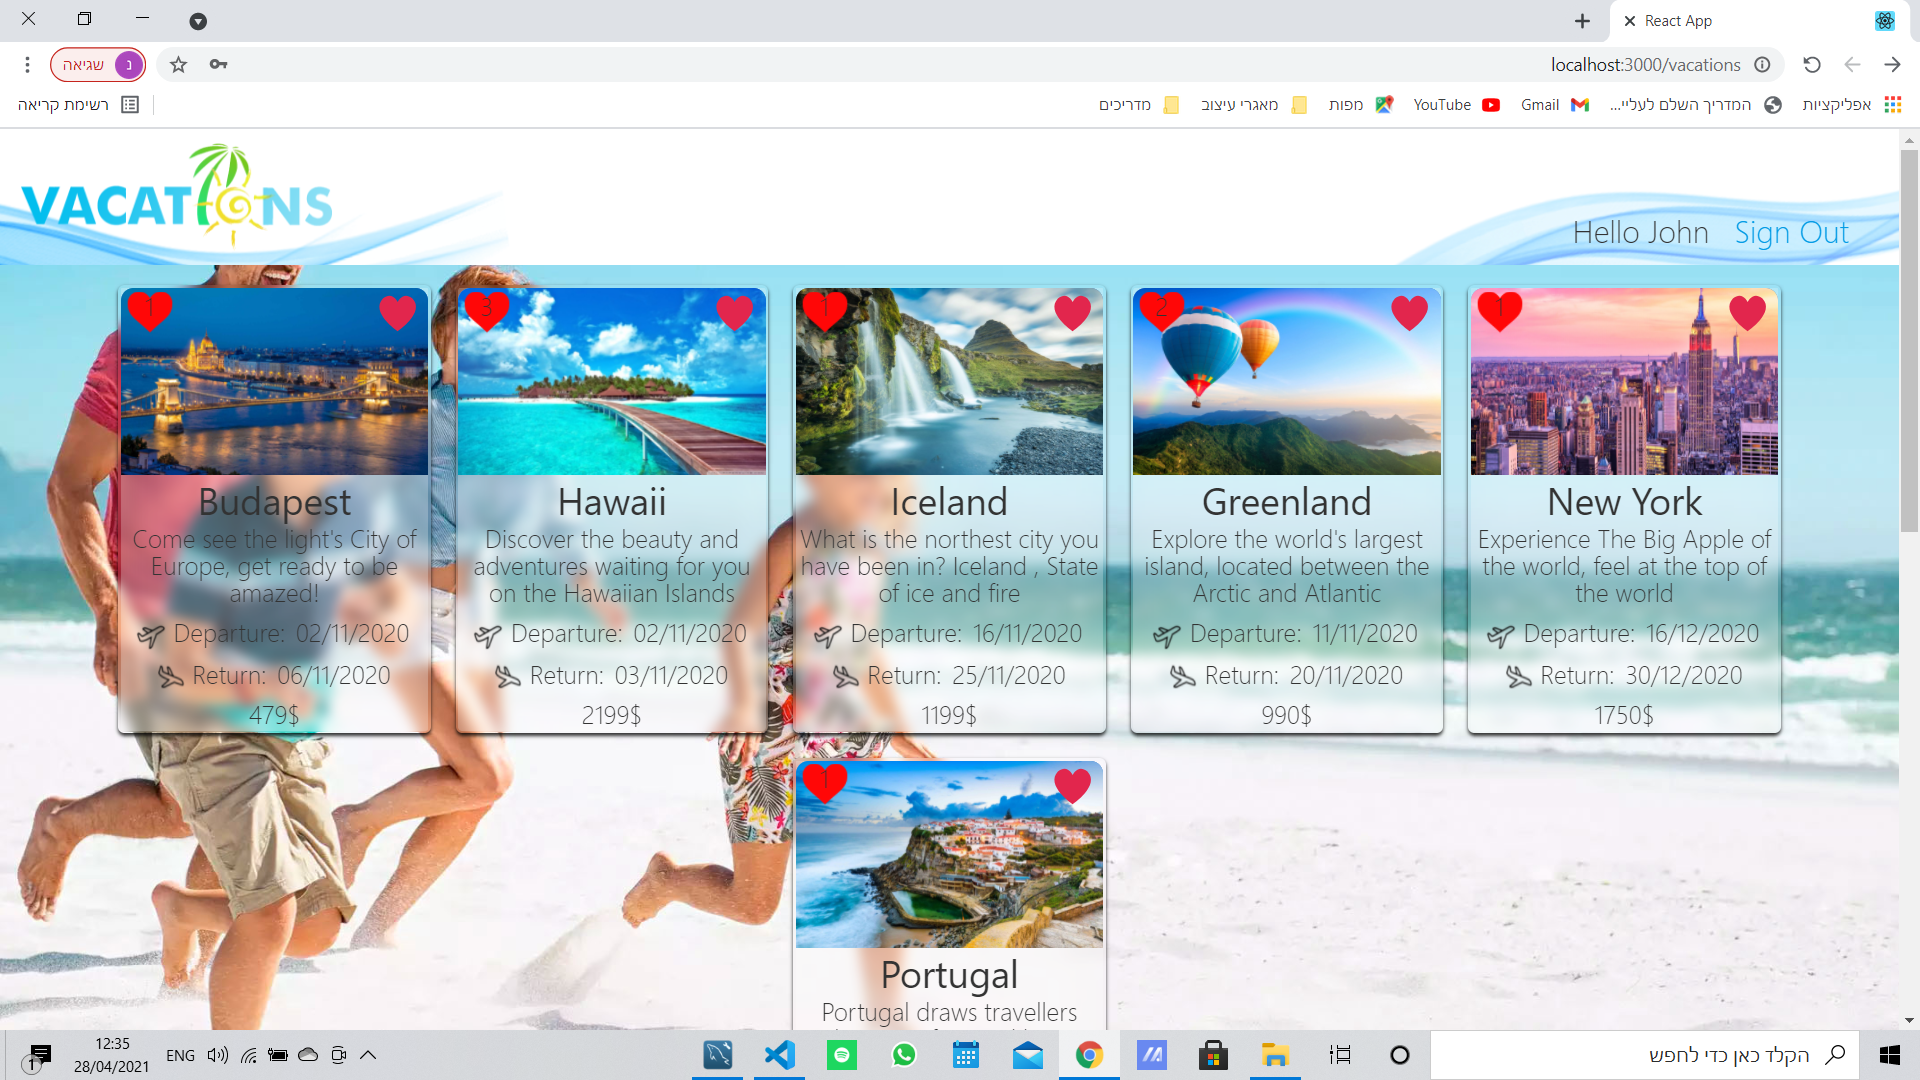 React App
localhost:3000/vacations
שגיאה
נ
אפליקציות
המדריך השלם לעליי...
Gmail
YouTube
מפות
מאגרי עיצוב
מדריכים
רשימת קריאה
VACATIONS
Hello John Sign Out
1
Budapest
Come see the light's City of
Europe, get ready to be
amazed!
Departure: 02/11/2020
Return: 06/11/2020
479$
3
Hawaii
Discover the beauty and
adventures waiting for you
on the Hawaiian Islands
Departure: 02/11/2020
Return: 03/11/2020
2199$
1
Iceland
What is the northest city you
have been in? Iceland , State
of ice and fire
Departure: 16/11/2020
Return: 25/11/2020
1199$
2
Greenland
Explore the world's largest
island, located between the
Arctic and Atlantic
Departure: 11/11/2020
Return: 20/11/2020
990$
1
New York
Experience The Big Apple of
the world, feel at the top of
the world
Departure: 16/12/2020
Return: 30/12/2020
1750$
1
Portugal
Portugal draws travellers
הקלד כאן כדי לחפש
ENG
12:35
28/04/2021
1